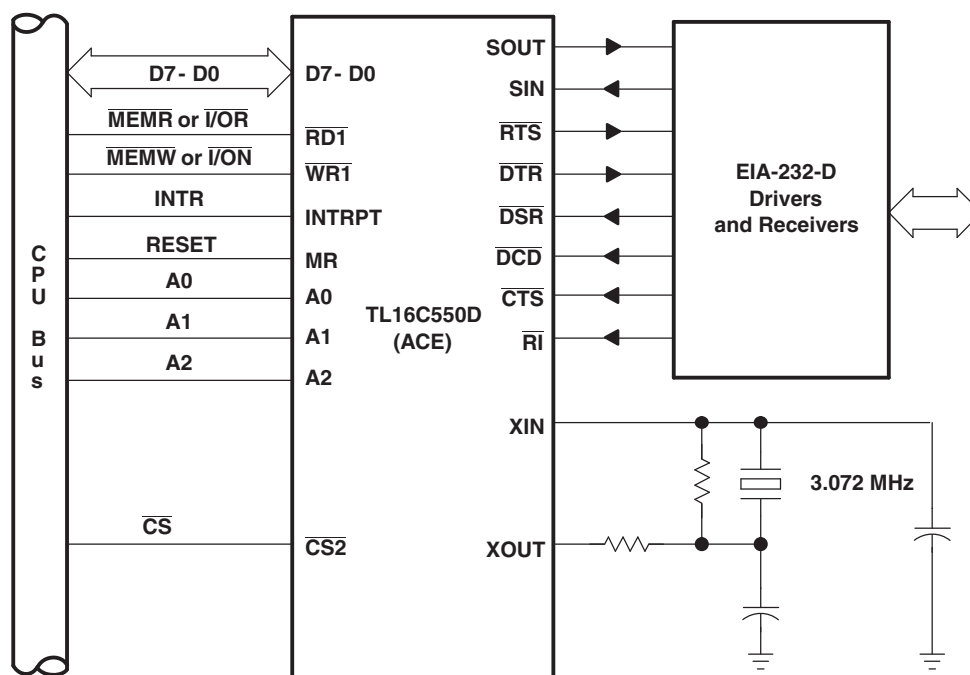 CPU Bus
D7- D0
MEMR or I/OR
MEMW or I/ON
INTR
RESET
A0
A1
A2
CS
D7- D0
RD1
WR1
INTRPT
MR
A0
A1
A2
CS2
TL16C550D
(ACE)
SOUT
SIN
RTS
DTR
DSR
DCD
CTS
RI
XIN
XOUT
EIA-232-D
Drivers
and Receivers
3.072 MHz